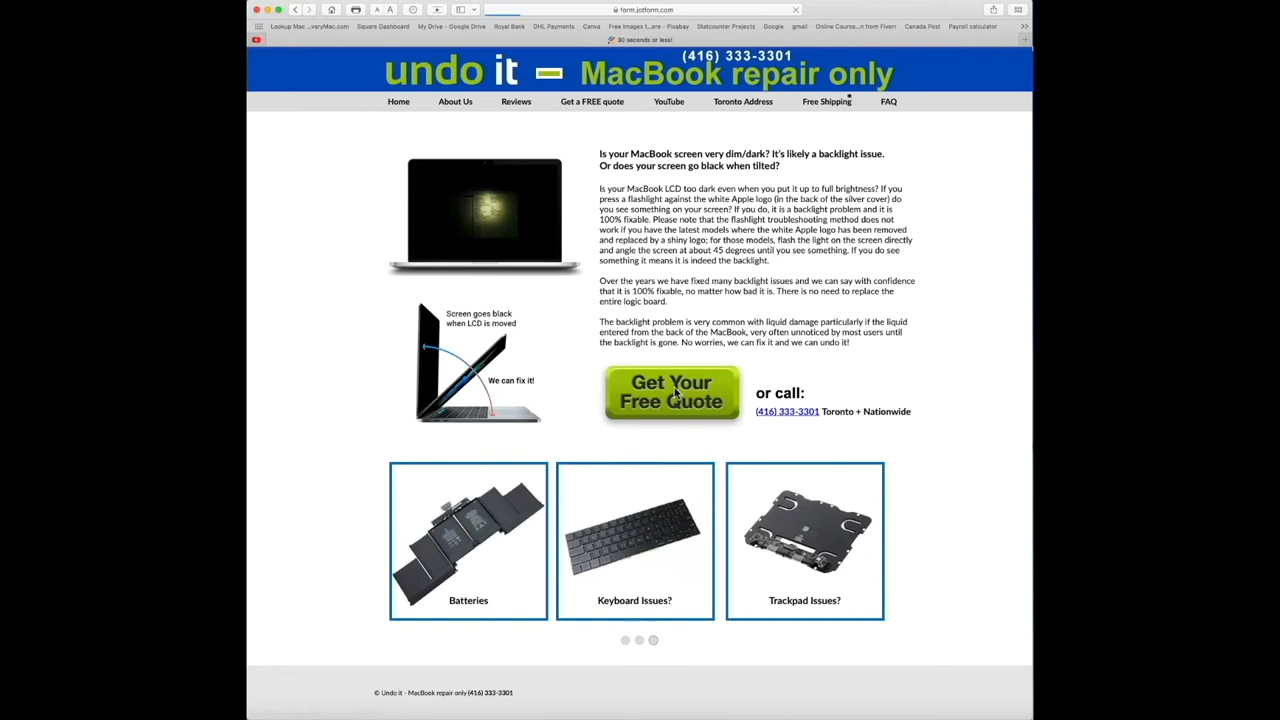 form.jotform.com
A A
Lookup Mac ...veryMac.com Square Dashboard My Drive - Google Drive Royal Bank DHL Payments Canva Free Images t...ers - Pixabay Statcounter Projects Google gmail Online Course...n from Fiverr Canada Post Payroll calculator
30 seconds or less!
(416) 333-3301
undo it – MacBook repair only
Home About Us Reviews Get a FREE quote YouTube Toronto Address Free Shipping* FAQ
Is your MacBook screen very dim/dark? It's likely a backlight issue.
Or does your screen go black when tilted?
Is your MacBook LCD too dark even when you put it up to full brightness? If you
press a flashlight against the white Apple logo (in the back of the silver cover) do
you see something on your screen? If you do, it is a backlight problem and it is
100% fixable. Please note that the flashlight troubleshooting method does not
work if you have the latest models where the white Apple logo has been removed
and replaced by a shiny logo; for those models, flash the light on the screen directly
and angle the screen at about 45 degrees until you see something. If you do see
something it means it is indeed the backlight.
Over the years we have fixed many backlight issues and we can say with confidence
that it is 100% fixable, no matter how bad it is. There is no need to replace the
entire logic board.
The backlight problem is very common with liquid damage particularly if the liquid
entered from the back of the MacBook, very often unnoticed by most users until
the backlight is gone. No worries, we can fix it and we can undo it!
Screen goes black
when LCD is moved
We can fix it!
Get Your
Free Quote
or call:
(416) 333-3301 Toronto + Nationwide
Batteries Keyboard Issues? Trackpad Issues?
© Undo it - MacBook repair only (416) 333-3301